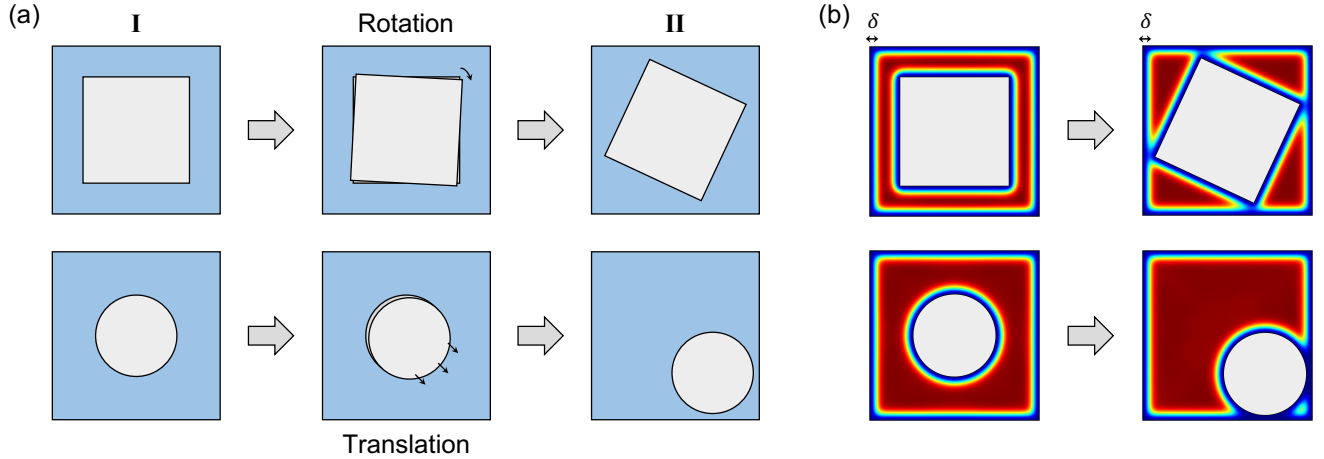 (a) I Rotation II (b)
δ δ
Translation